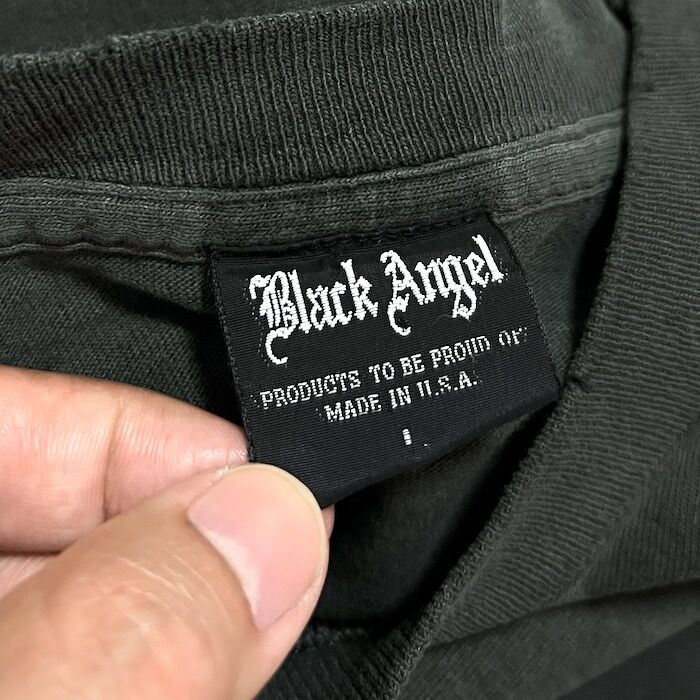 Black Angel
PRODUCTS TO BE PROUD OF
MADE IN U.S.A.